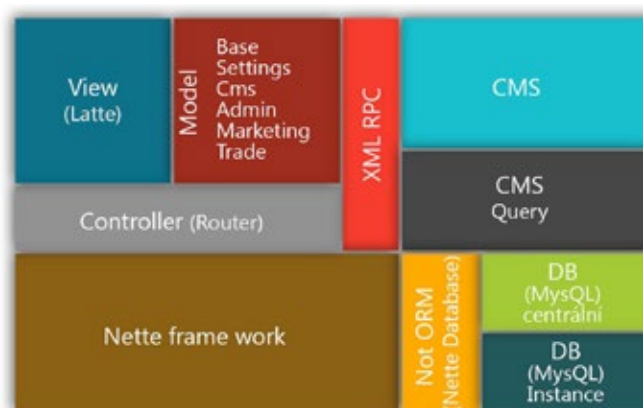 View
(Latte)
Model
Base
Settings
Cms
Admin
Marketing
Trade
XML RPC
CMS
CMS
Query
Controller (Router)
Nette frame work
Not ORM
(Nette Database)
DB
(MysQL)
centrální
DB
(MysQL)
Instance